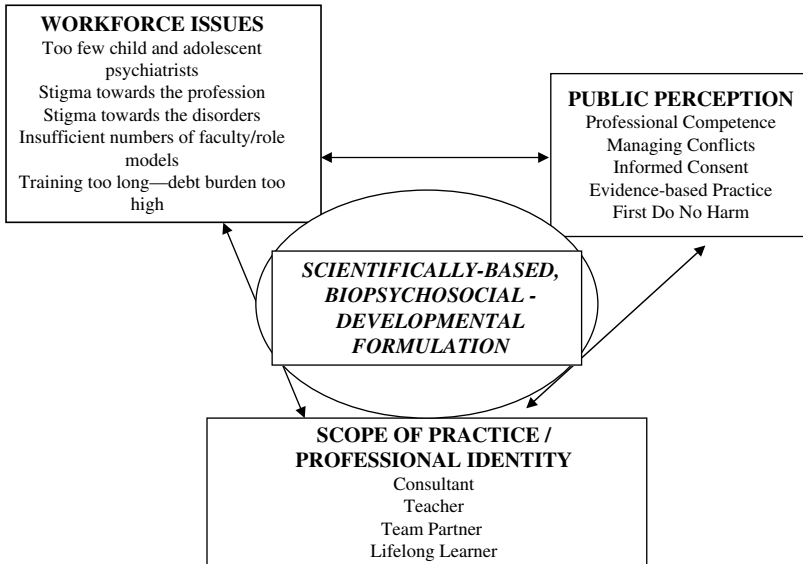 WORKFORCE ISSUES
Too few child and adolescent
psychiatrists
Stigma towards the profession
Stigma towards the disorders
Insufficient numbers of faculty/role
models
Training too long—debt burden too
high
PUBLIC PERCEPTION
Professional Competence
Managing Conflicts
Informed Consent
Evidence-based Practice
First Do No Harm
SCIENTIFICALLY-BASED,
BIOPSYCHOSOCIAL -
DEVELOPMENTAL
FORMULATION
SCOPE OF PRACTICE /
PROFESSIONAL IDENTITY
Consultant
Teacher
Team Partner
Lifelong Learner